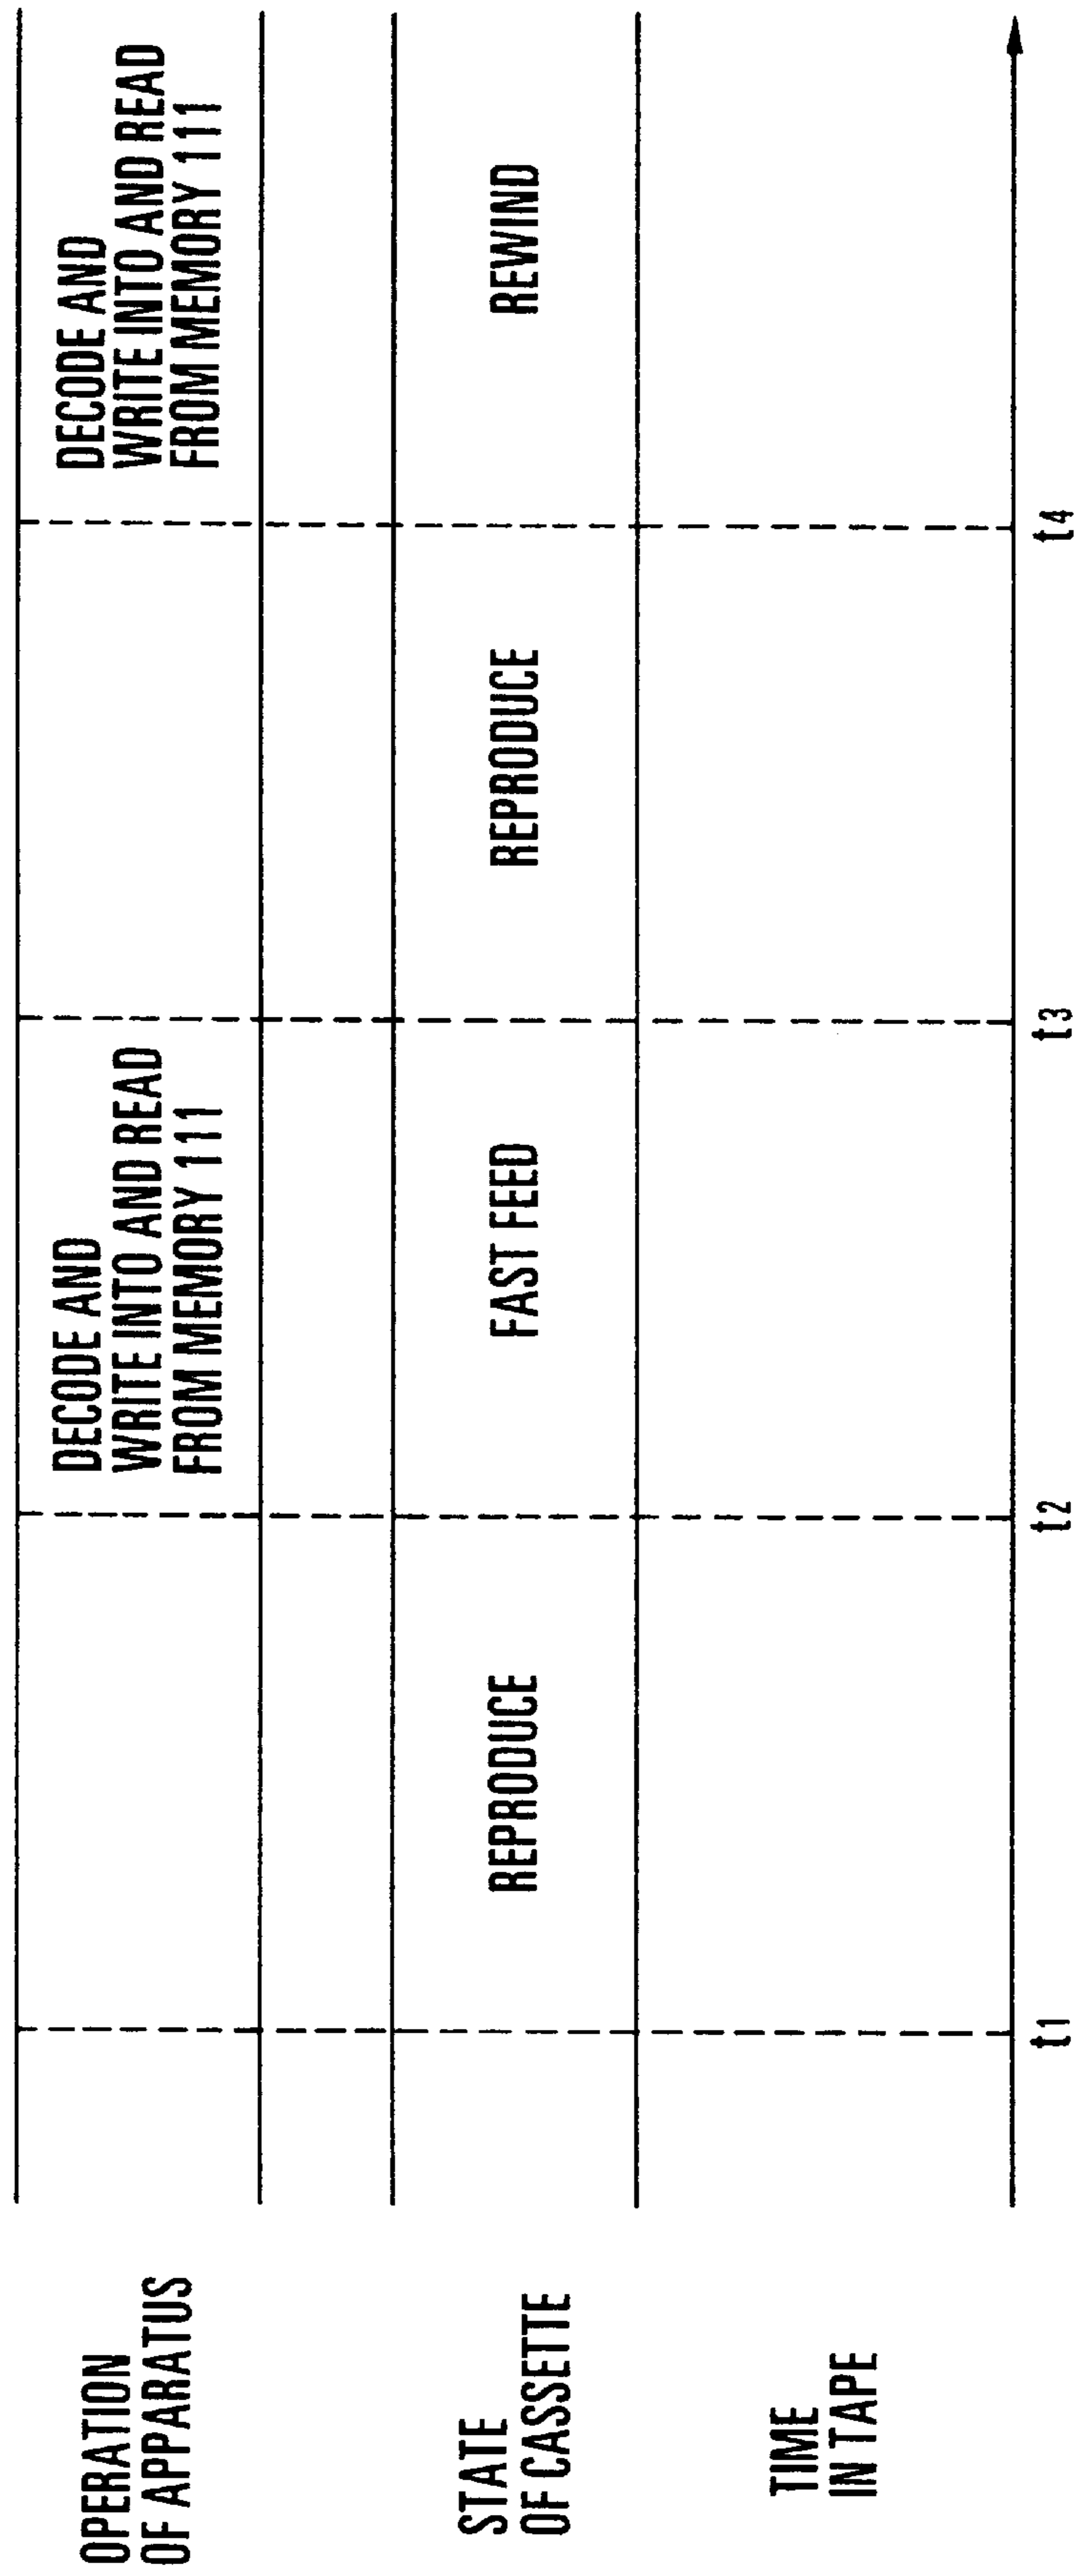 OPERATION
OF APPARATUS
DECODE AND
WRITE INTO AND READ
FROM MEMORY 111
DECODE AND
WRITE INTO AND READ
FROM MEMORY 111
STATE
OF CASSETTE
REPRODUCE
FAST FEED
REPRODUCE
REWIND
TIME
IN TAPE
t1
t2
t3
t4